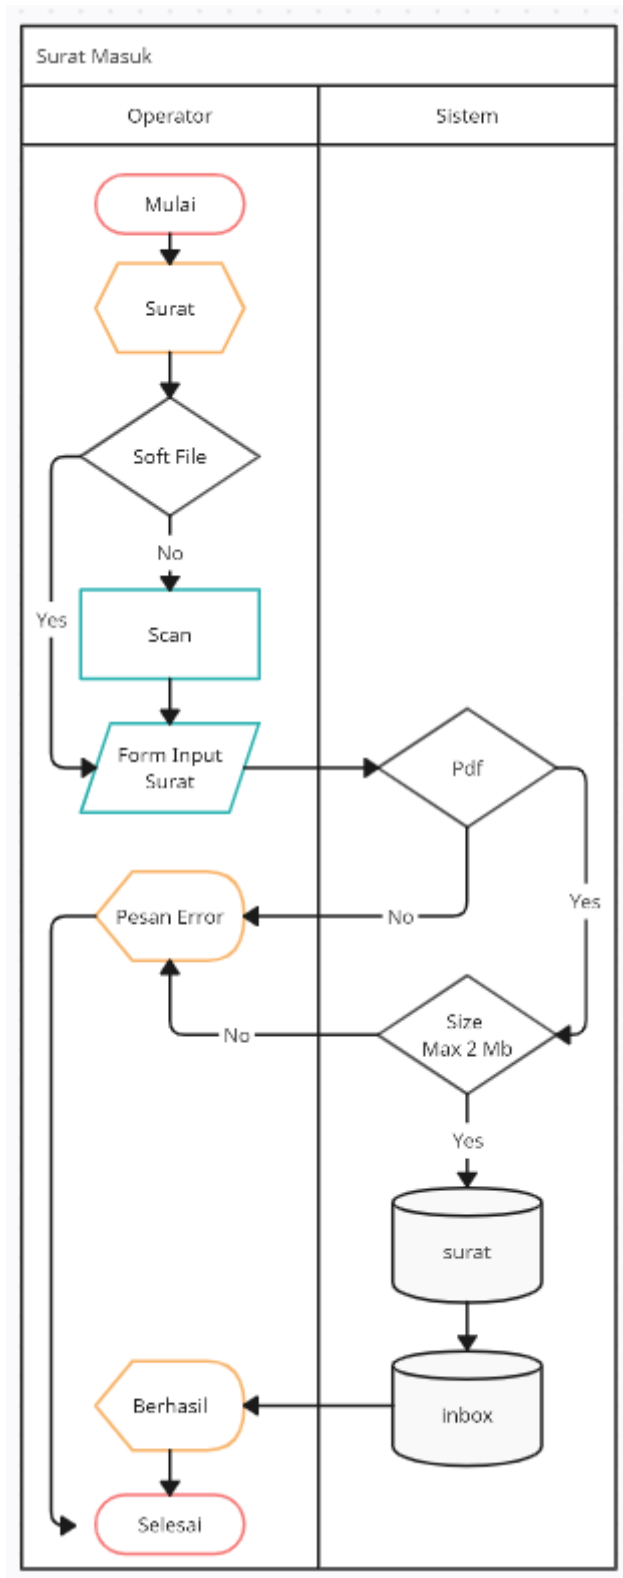 Surat Masuk
Operator
Sistem
Mulai
Surat
Soft File
No
Yes
Scan
Form Input
Surat
Pdf
Yes
No
Pesan Error
Size
Max 2 Mb
No
Yes
surat
inbox
Berhasil
Selesai